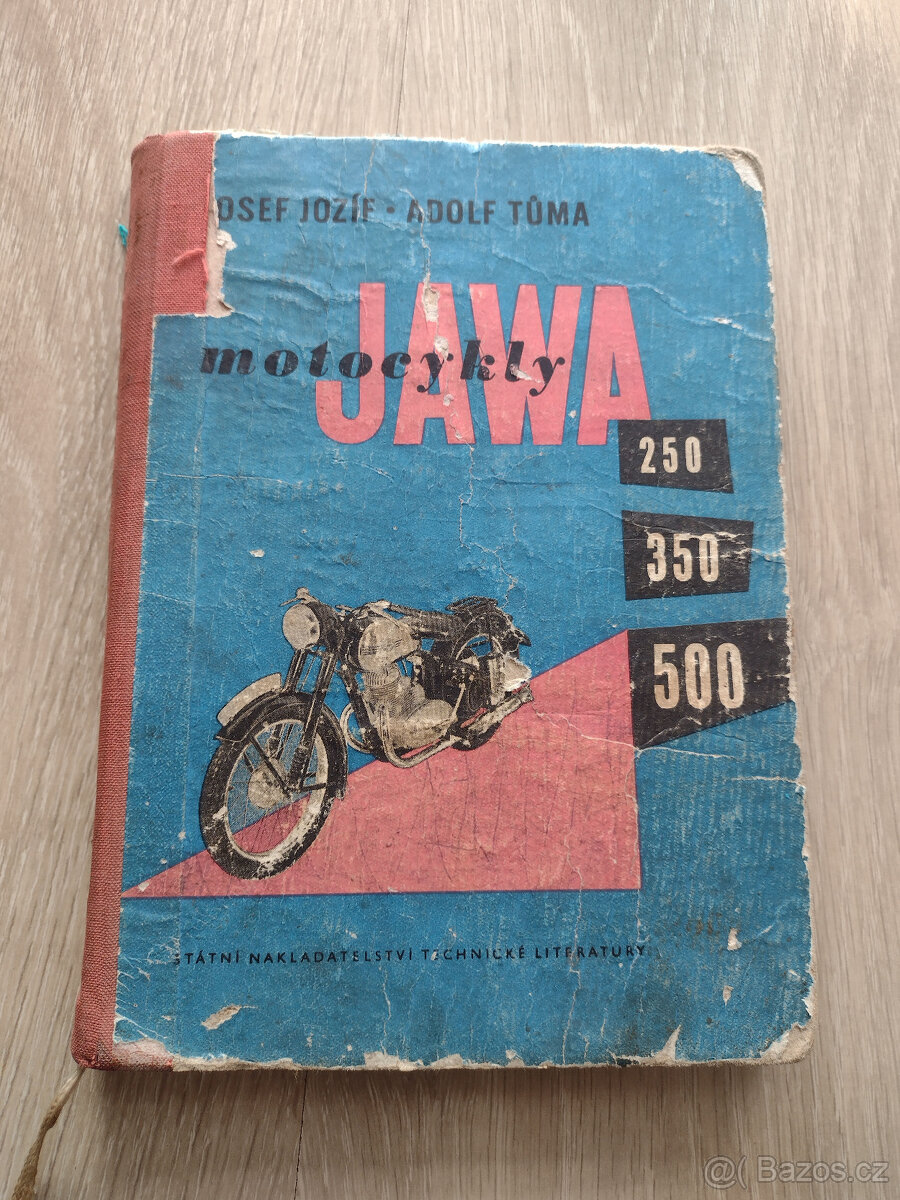 OSEF JOZÍF • ADOLF TŮMA
motocykly
JAWA
250
350
500
STÁTNÍ NAKLADATELSTVÍ TECHNICKÉ LITERATURY
@( Bazos.cz